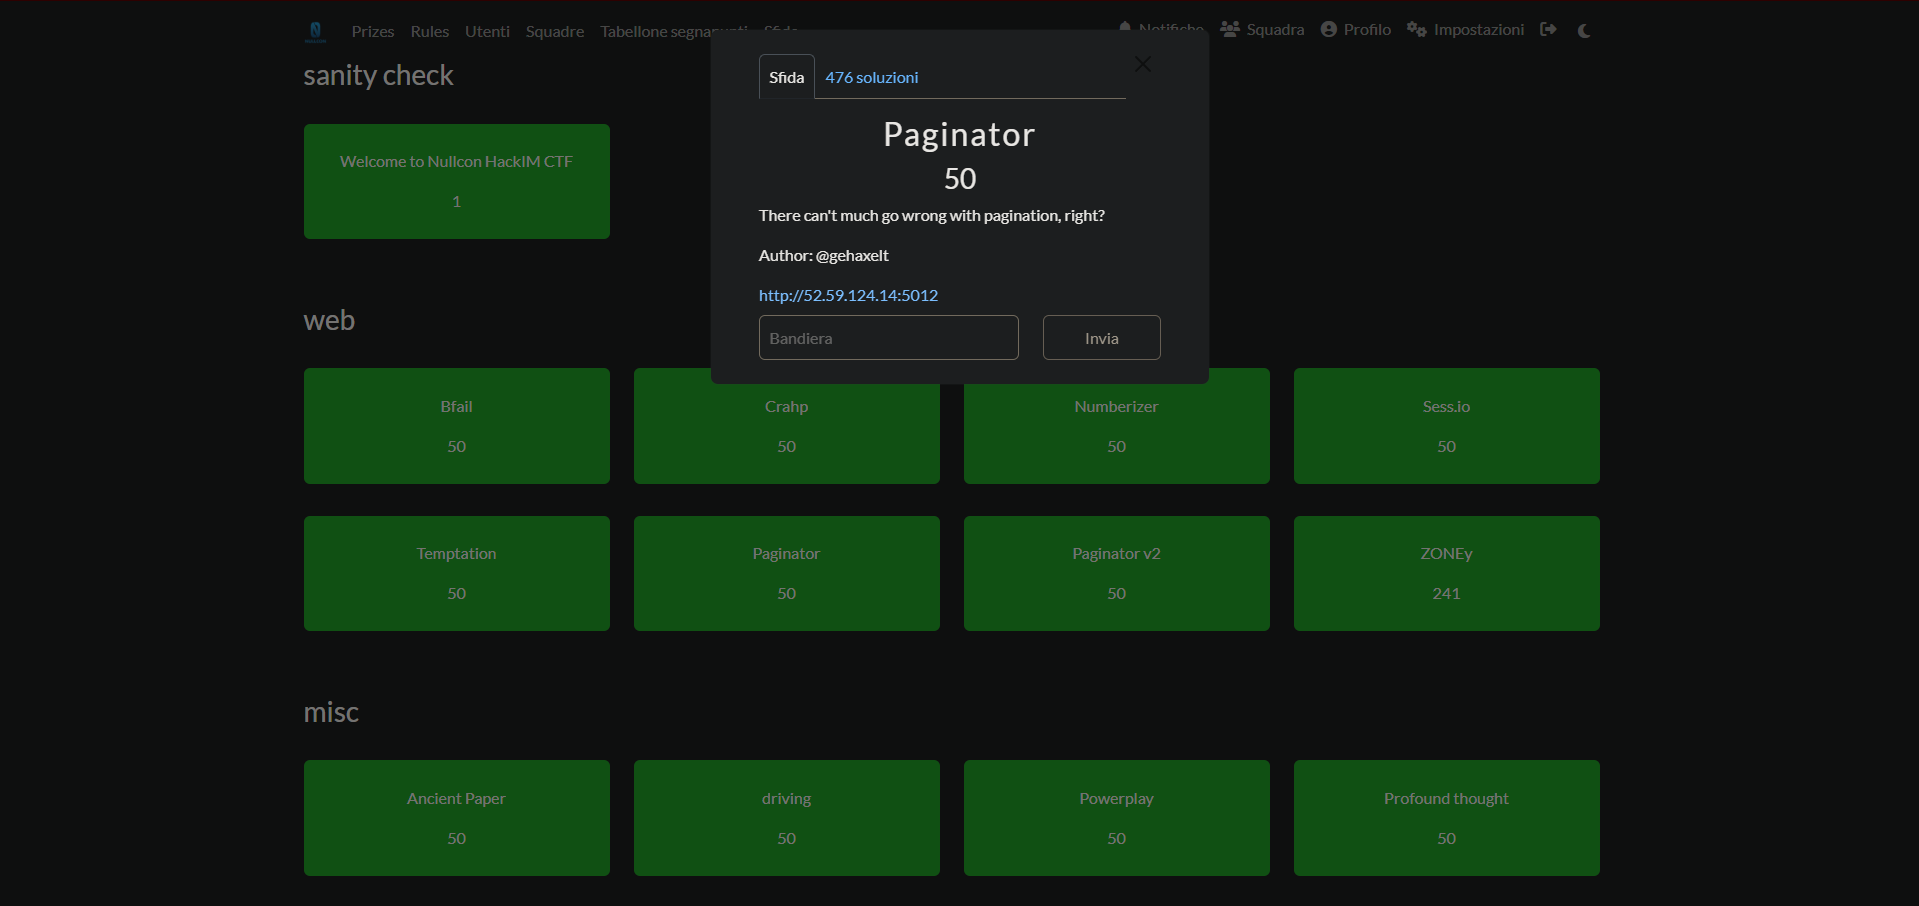 Prizes Rules Utenti Squadre Tabellone Notifiche Squadra Profilo Impostazioni
sanity check
Welcome to Nullcon HackIM CTF
1
Sfida 476 soluzioni
Paginator
50
There can't much go wrong with pagination, right?
Author: @gehaxelt
http://52.59.124.14:5012
Bandiera Invia
web
Bfail Crahp Numberizer Sess.io
50 50 50 50
Temptation Paginator Paginator v2 ZONEy
50 50 50 241
misc
Ancient Paper driving Powerplay Profound thought
50 50 50 50